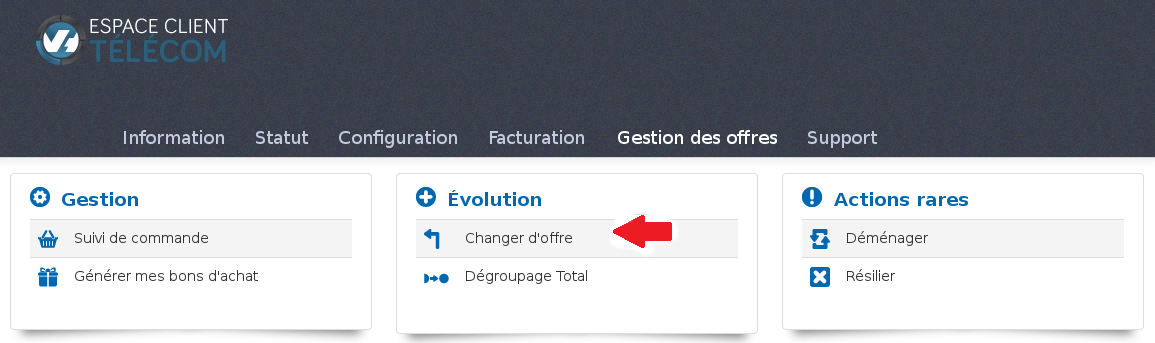 ESPACE CLIENT
TÉLÉCOM
Information Statut Configuration Facturation Gestion des offres Support
Gestion
Suivi de commande
Générer mes bons d'achat
Évolution
Changer d'offre
Dégroupage Total
Actions rares
Déménager
Résilier